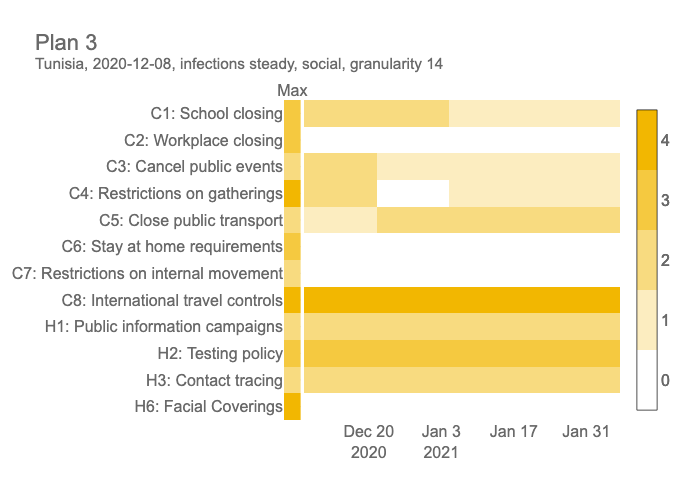 Plan 3
Tunisia, 2020-12-08, infections steady, social, granularity 14
Max
C1: School closing
C2: Workplace closing
C3: Cancel public events
C4: Restrictions on gatherings
C5: Close public transport
C6: Stay at home requirements
C7: Restrictions on internal movement
C8: International travel controls
H1: Public information campaigns
H2: Testing policy
H3: Contact tracing
H6: Facial Coverings
4
3
2
1
0
Dec 20 Jan 3 Jan 17 Jan 31
2020 2021